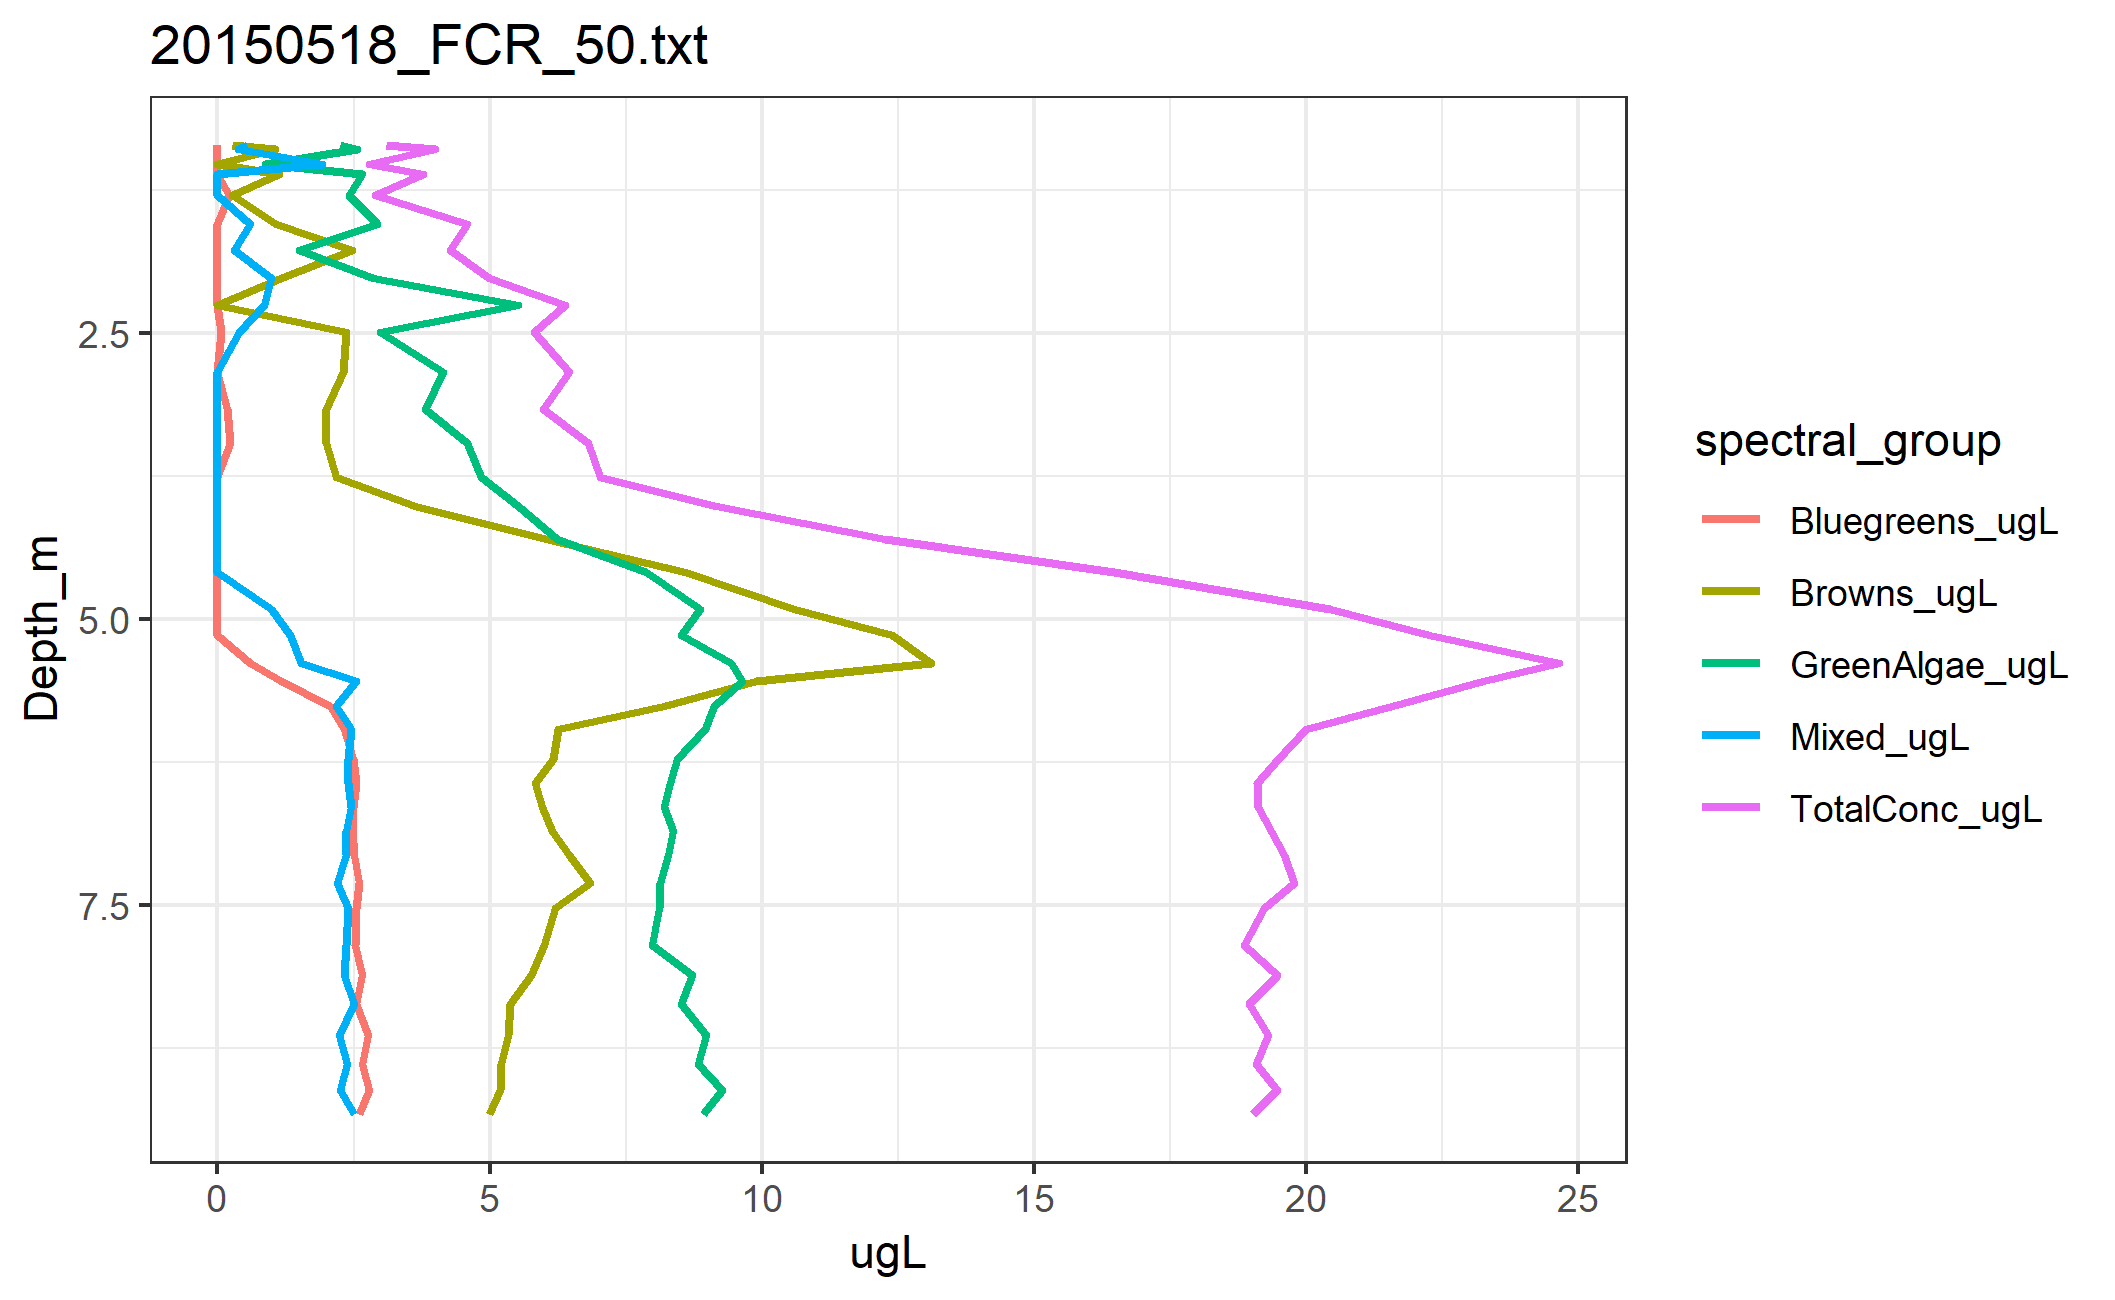 20150518_FCR_50.txt
2.5
5.0
7.5
Depth_m
0 5 10 15 20 25
ugL
spectral_group
Bluegreens_ugL
Browns_ugL
GreenAlgae_ugL
Mixed_ugL
TotalConc_ugL